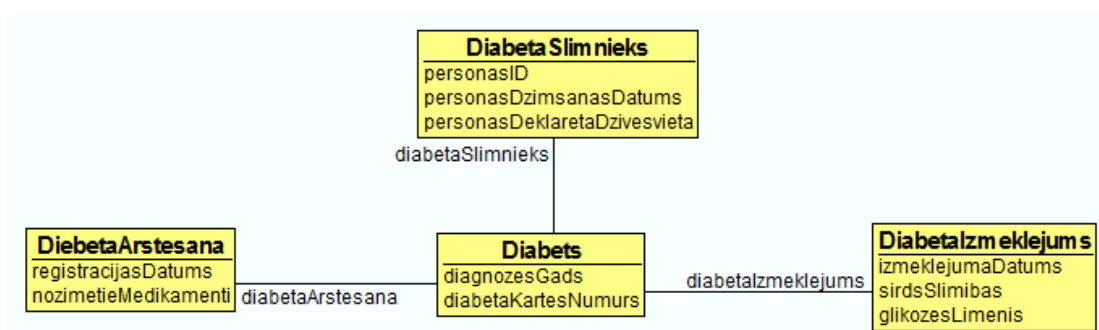 DiabetaSlimnieks
personasID
personasDzimsanasDatums
personasDeklaretaDzivesvieta
diabetaSlimnieks
DiebetaArstesana
registracijasDatums
nozimetieMedikamenti
diabetaArstesana
Diabets
diagnozesGads
diabetaKartesNumurs
diabetaIzmeklejums
DiabetaIzmeklejums
izmeklejumaDatums
sirdsSlimibas
glikozesLimenis